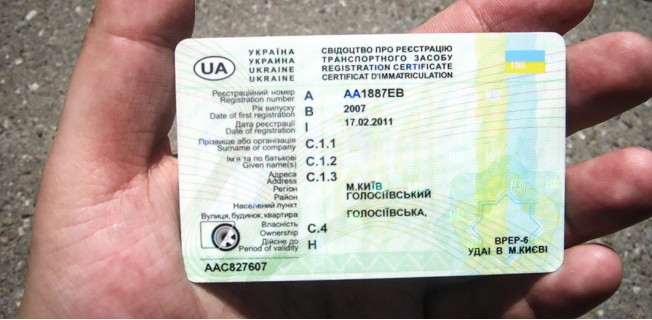 UA
УКРАЇНА
УКРАИНА
UKRAINE
UKRAINE
СВІДОЦТВО ПРО РЕЄСТРАЦІЮ
ТРАНСПОРТНОГО ЗАСОБУ
REGISTRATION CERTIFICATE
CERTIFICAT D'IMMATRICULATION
Реєстраційний номер
Registration number A AA1887EB
Рік випуску
Date of first registration B 2007
Дата реєстрації
Date of registration I 17.02.2011
Прізвище або організація
Surname or company C.1.1
Ім'я та по батькові
Given name(s) C.1.2
Адреса
Address C.1.3
Регіон М.КИЇВ
Район ГОЛОСІЇВСЬКИЙ
Населений пункт
Вулиця, будинок, квартира ГОЛОСІЇВСЬКА,
Власність
Ownership C.4
Дійсне до
Period of validity H
ВРЕР-6
УДАІ В М.КИЄВІ
ААС827607